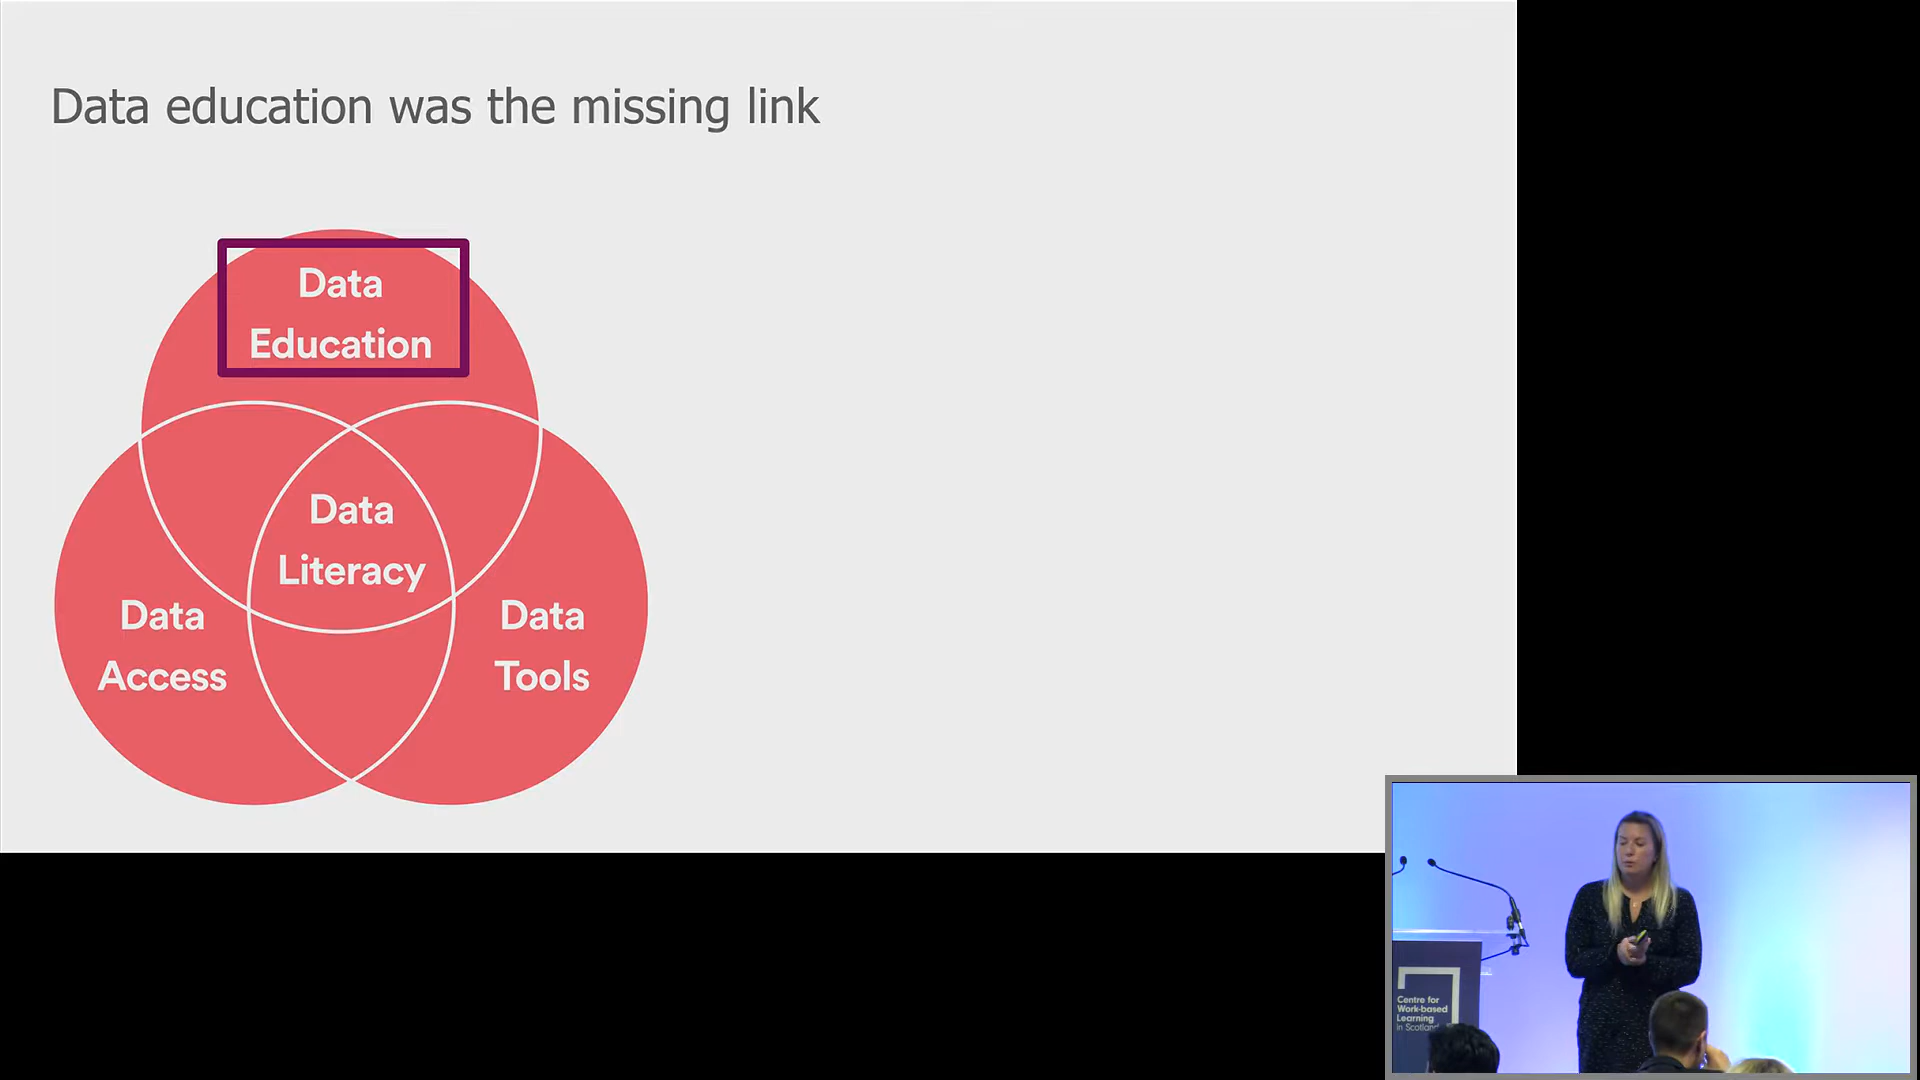 Data education was the missing link
Data
Education
Data
Literacy
Data
Access
Data
Tools
Centre for
Work-based
Learning
in Scotland